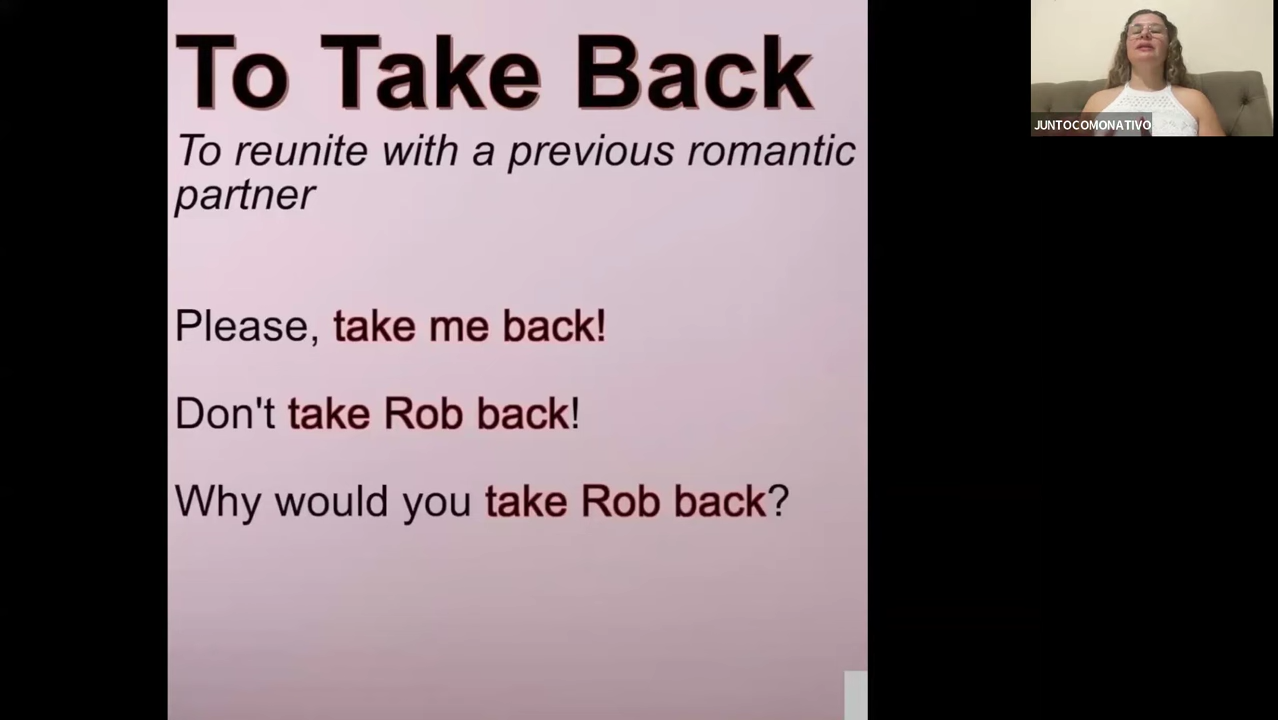 To Take Back
To reunite with a previous romantic
partner
Please, take me back!
Don't take Rob back!
Why would you take Rob back?
JUNTOCOMONATIVO